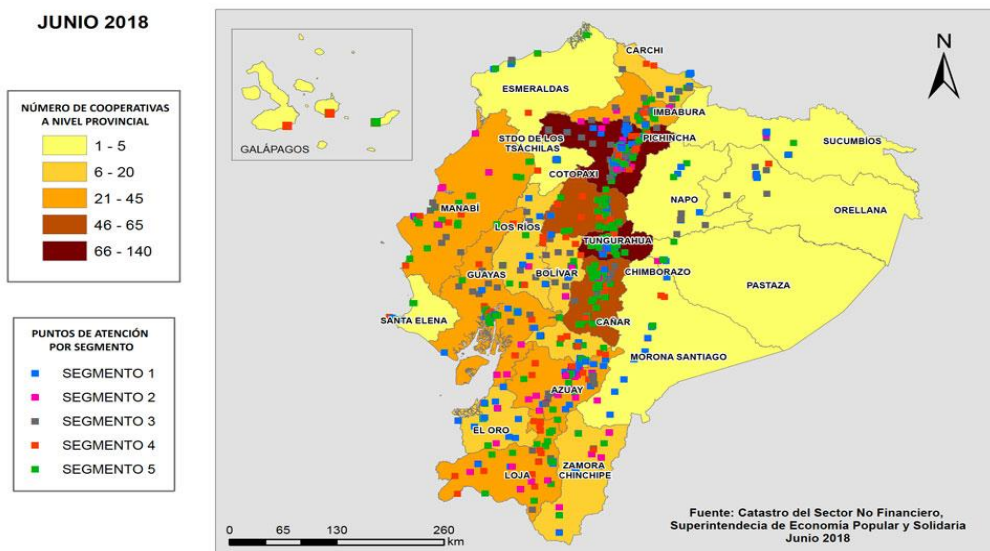 JUNIO 2018
NÚMERO DE COOPERATIVAS
A NIVEL PROVINCIAL
1 - 5
6 - 20
21 - 45
46 - 65
66 - 140
PUNTOS DE ATENCIÓN
POR SEGMENTO
SEGMENTO 1
SEGMENTO 2
SEGMENTO 3
SEGMENTO 4
SEGMENTO 5
GALÁPAGOS
N
CARCHI
ESMERALDAS
IMBABURA
STDO DE LOS
TSÁCHILAS
PICHINCHA
SUCUMBÍOS
COTOPAXI
NAPO
ORELLANA
MANABÍ
LOS RÍOS
TUNGURAHUA
GUAYAS
BOLÍVAR
CHIMBORAZO
PASTAZA
SANTA ELENA
CAÑAR
MORONA SANTIAGO
AZUAY
EL ORO
LOJA
ZAMORA
CHINCHIPE
Fuente: Catastro del Sector No Financiero,
Superintendecia de Economía Popular y Solidaria
Junio 2018
0 65 130 260
km